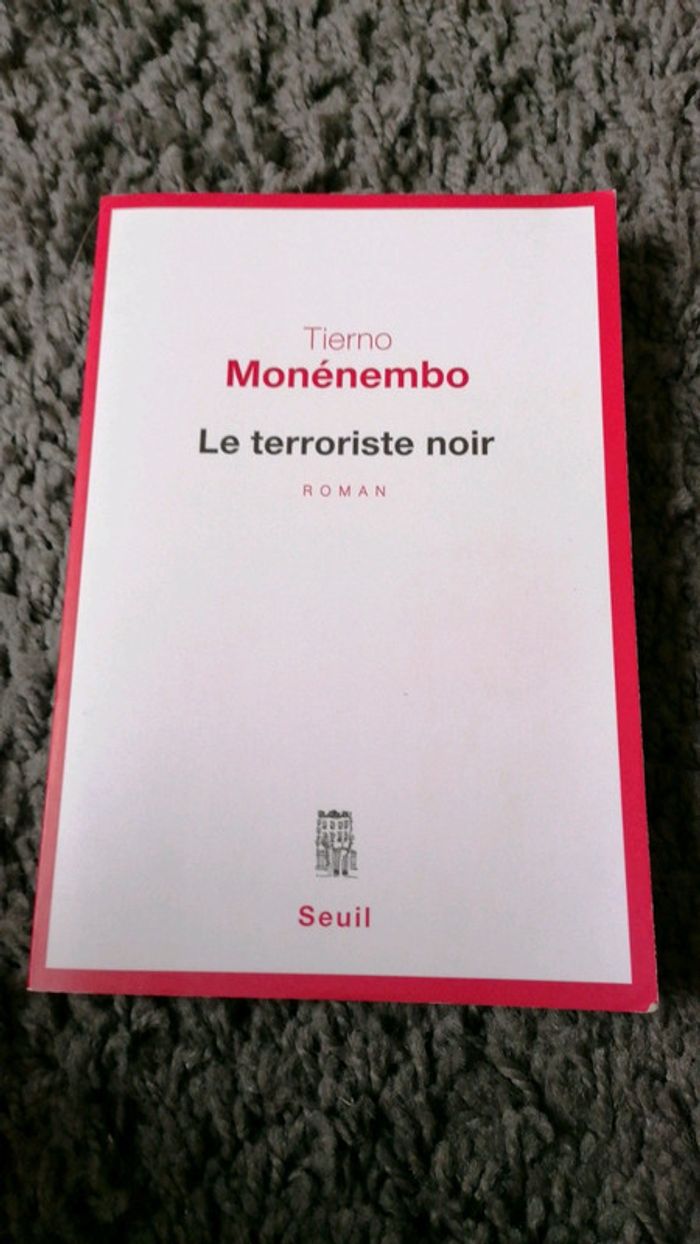 Tierno
Monénembo
Le terroriste noir
ROMAN
Seuil